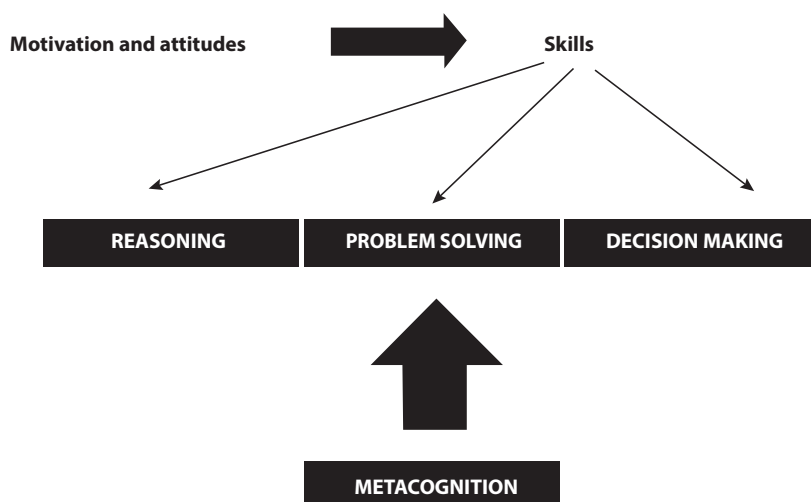 Motivation and attitudes
Skills
REASONING
PROBLEM SOLVING
DECISION MAKING
METACOGNITION